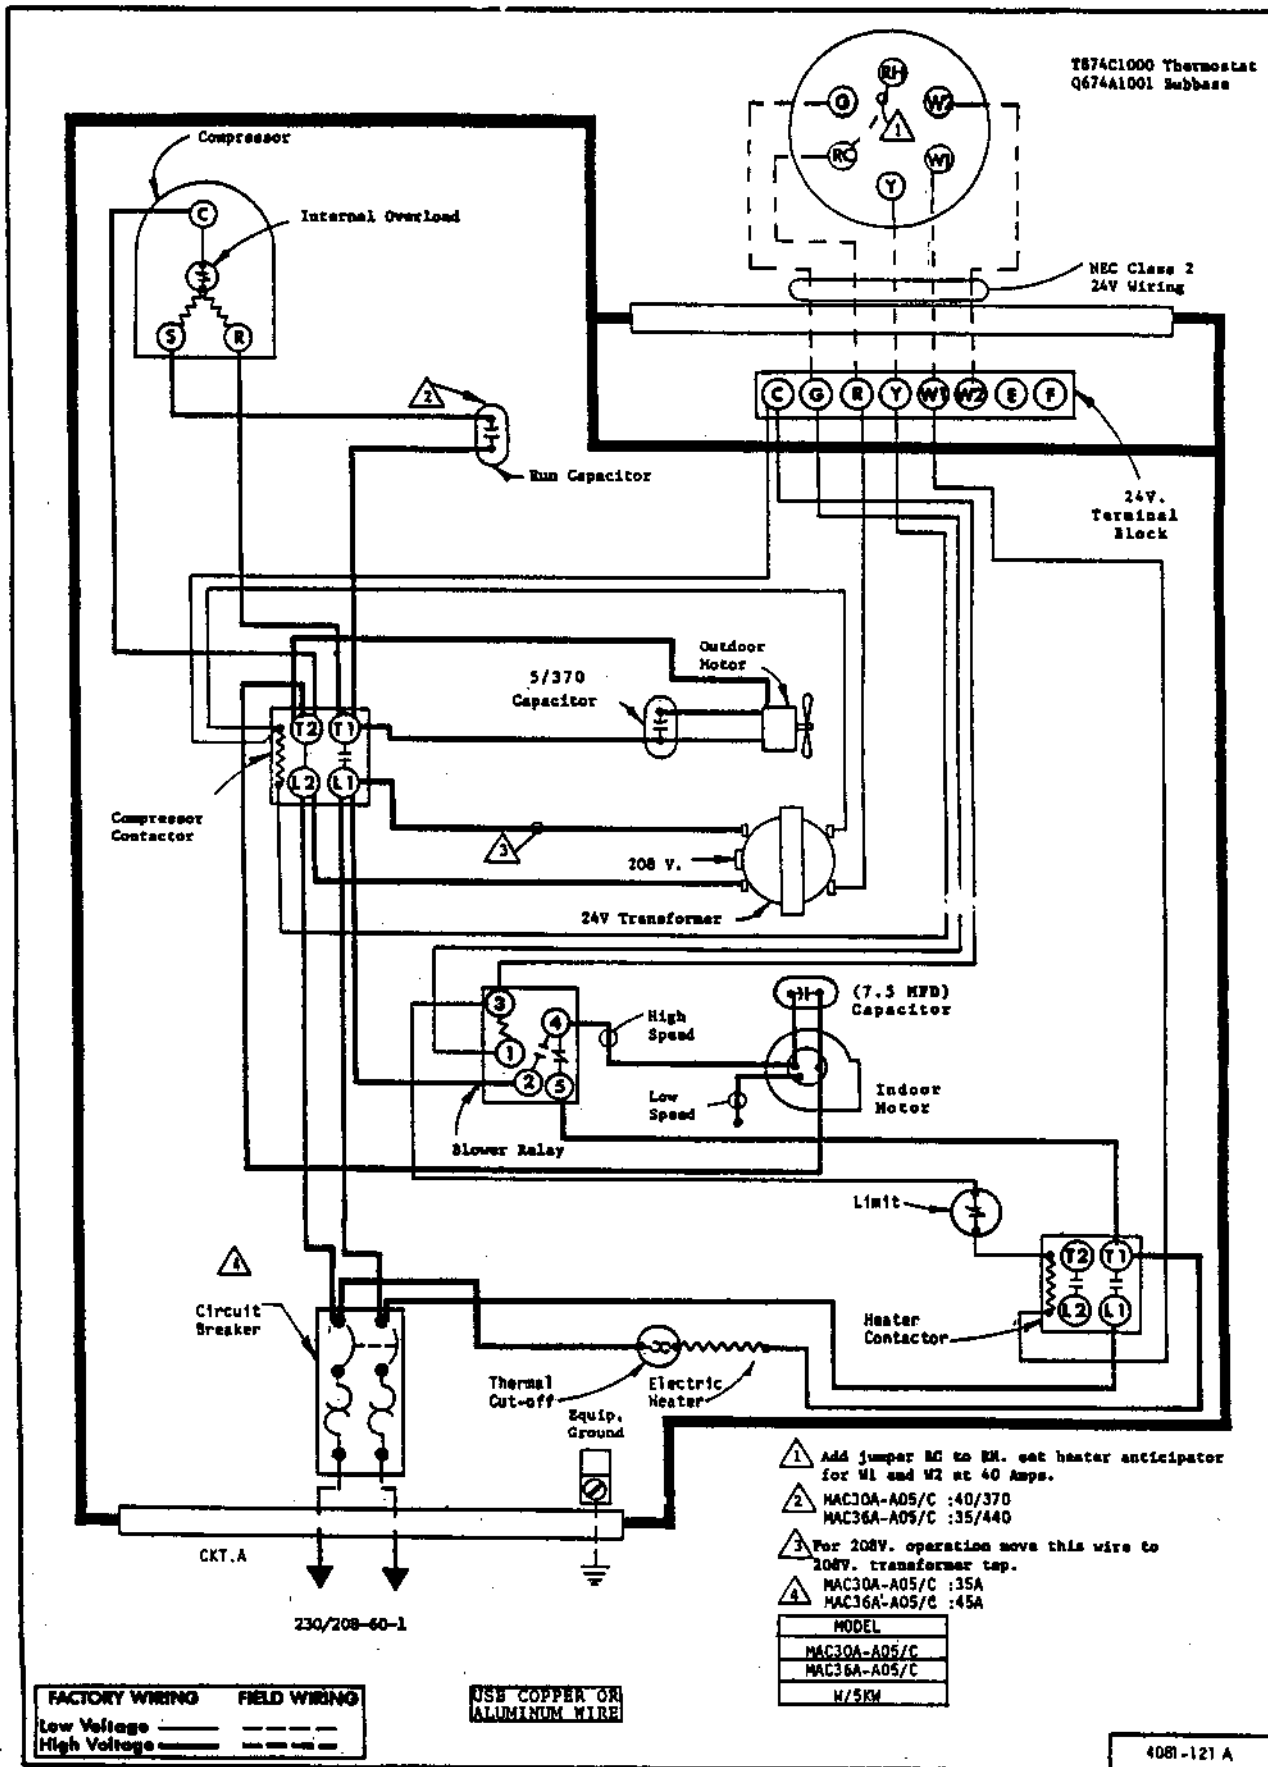 T874C1000 Thermostat
Q674A1001 Subbase
RH
G
W2
1
RC
W1
Y
Compressor
C
Internal Overload
S
R
NEC Class 2
24V Wiring
C G R Y W1 W2 E F
2
Run Capacitor
24V.
Terminal
Block
Outdoor
Motor
5/370
Capacitor
T2 T1
L2 L1
Compressor
Contactor
3
208 V.
24V Transformer
(7.5 MFD)
Capacitor
3
4
1
2
5
High
Speed
Low
Speed
Indoor
Motor
Blower Relay
Limit
T2 T1
L2 L1
Heater
Contactor
4
Circuit
Breaker
Thermal
Cut-off
Electric
Heater
Equip.
Ground
CKT.A
230/208-60-1
1 Add jumper RC to RH. set heater anticipator
for W1 and W2 at 40 Amps.
2 MAC30A-A05/C :40/370
MAC36A-A05/C :35/440
3 For 208V. operation move this wire to
208V. transformer tap.
4 MAC30A-A05/C :35A
MAC36A-A05/C :45A
MODEL
MAC30A-A05/C
MAC36A-A05/C
W/5KW
FACTORY WIRING FIELD WIRING
Low Voltage
High Voltage
USE COPPER OR
ALUMINUM WIRE
4081-121 A